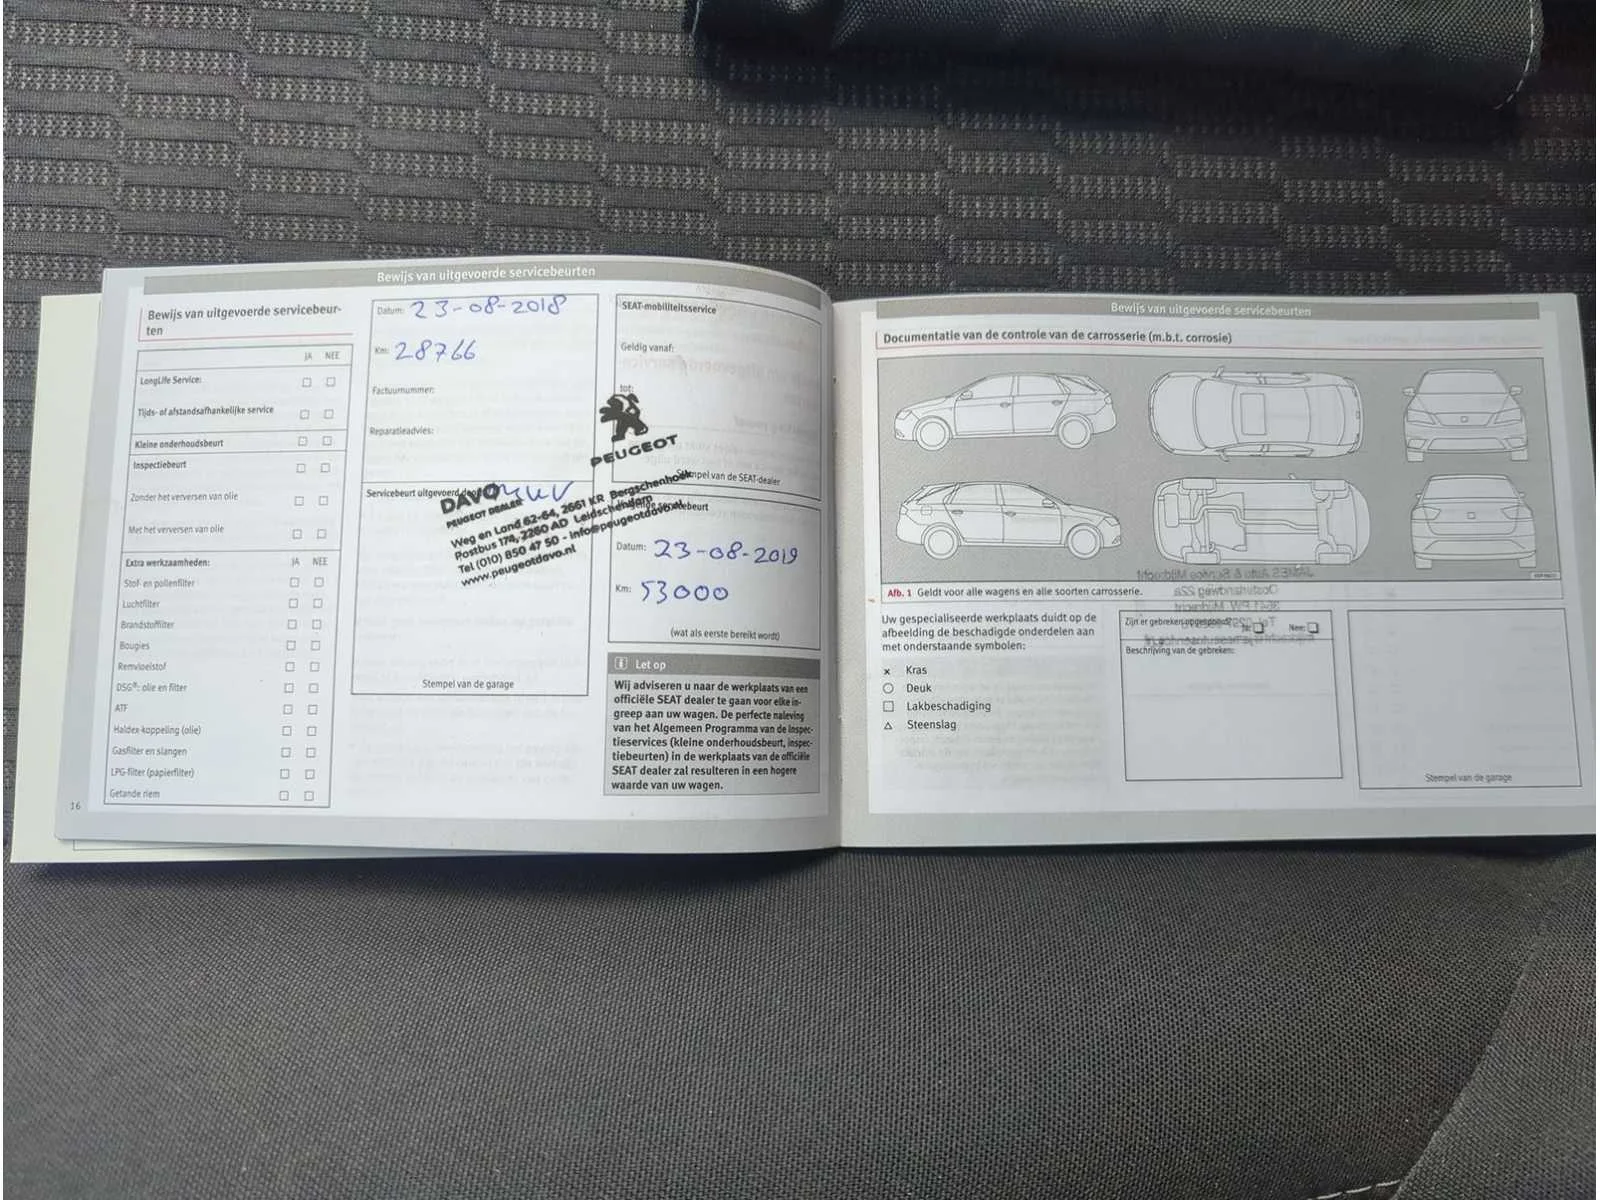 Bewijs van uitgevoerde servicebeurten
Bewijs van uitgevoerde servicebeur-
ten
JA NEE
LongLife Service:
Tijds- of afstandsafhankelijke service
Kleine onderhoudsbeurt
Inspectiebeurt
Zonder het verversen van olie
Met het verversen van olie
Extra werkzaamheden: JA NEE
Stof- en pollenfilter
Luchtfilter
Brandstoffilter
Bougies
Remvloeistof
DSG®: olie en filter
ATF
Haldex-koppeling (olie)
Gasfilter en slangen
LPG-filter (papierfilter)
Getande riem
16
Datum: 23-08-2018
Km: 28766
Factuurnummer:
Reparatieadvies:
Servicebeurt uitgevoerd door:
DAVO
PEUGEOT DEALER
Weg en Land 62-64, 2661 KR Bergschenhoek
Postbus 174, 2260 AD Leidschendam
Tel (010) 850 47 50 - info@peugeotdavo.nl
www.peugeotdavo.nl
Stempel van de garage
SEAT-mobiliteitsservice
Geldig vanaf:
tot:
PEUGEOT
Stempel van de SEAT-dealer
servicebeurt
Datum: 23-08-2019
Km: 53000
(wat als eerste bereikt wordt)
Let op
Wij adviseren u naar de werkplaats van een
officiële SEAT dealer te gaan voor elke in-
greep aan uw wagen. De perfecte naleving
van het Algemeen Programma van de Inspec-
tieservices (kleine onderhoudsbeurt, inspec-
tiebeurten) in de werkplaats van de officiële
SEAT dealer zal resulteren in een hogere
waarde van uw wagen.
Bewijs van uitgevoerde servicebeurten
Documentatie van de controle van de carrosserie (m.b.t. corrosie)
Afb. 1 Geldt voor alle wagens en alle soorten carrosserie.
Uw gespecialiseerde werkplaats duidt op de
afbeelding de beschadigde onderdelen aan
met onderstaande symbolen:
x Kras
○ Deuk
□ Lakbeschadiging
△ Steenslag
Zijn er gebreken opgespoord? Ja: Nee:
Beschrijving van de gebreken:
Stempel van de garage